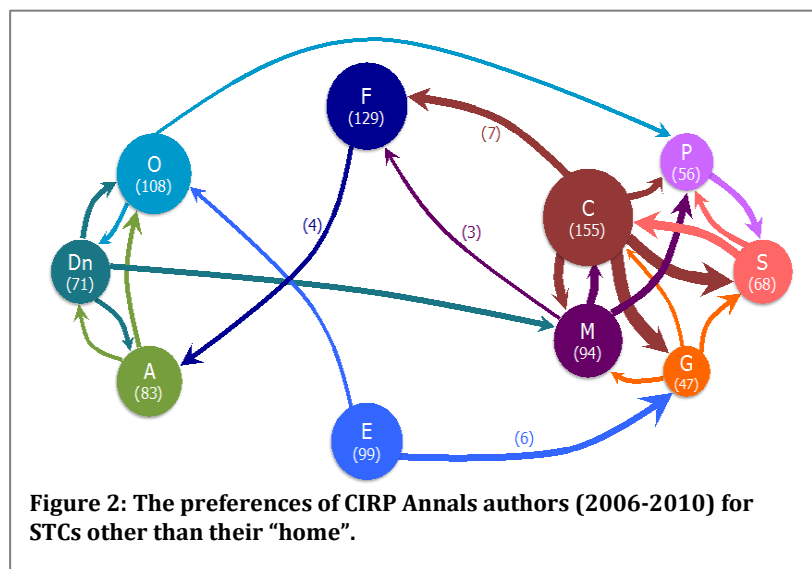 F
(129)
(7)
P
(56)
O
(108)
C
(155)
(4)
(3)
Dn
(71)
S
(68)
M
(94)
A
(83)
G
(47)
E
(99)
(6)
Figure 2: The preferences of CIRP Annals authors (2006-2010) for
STCs other than their “home”.